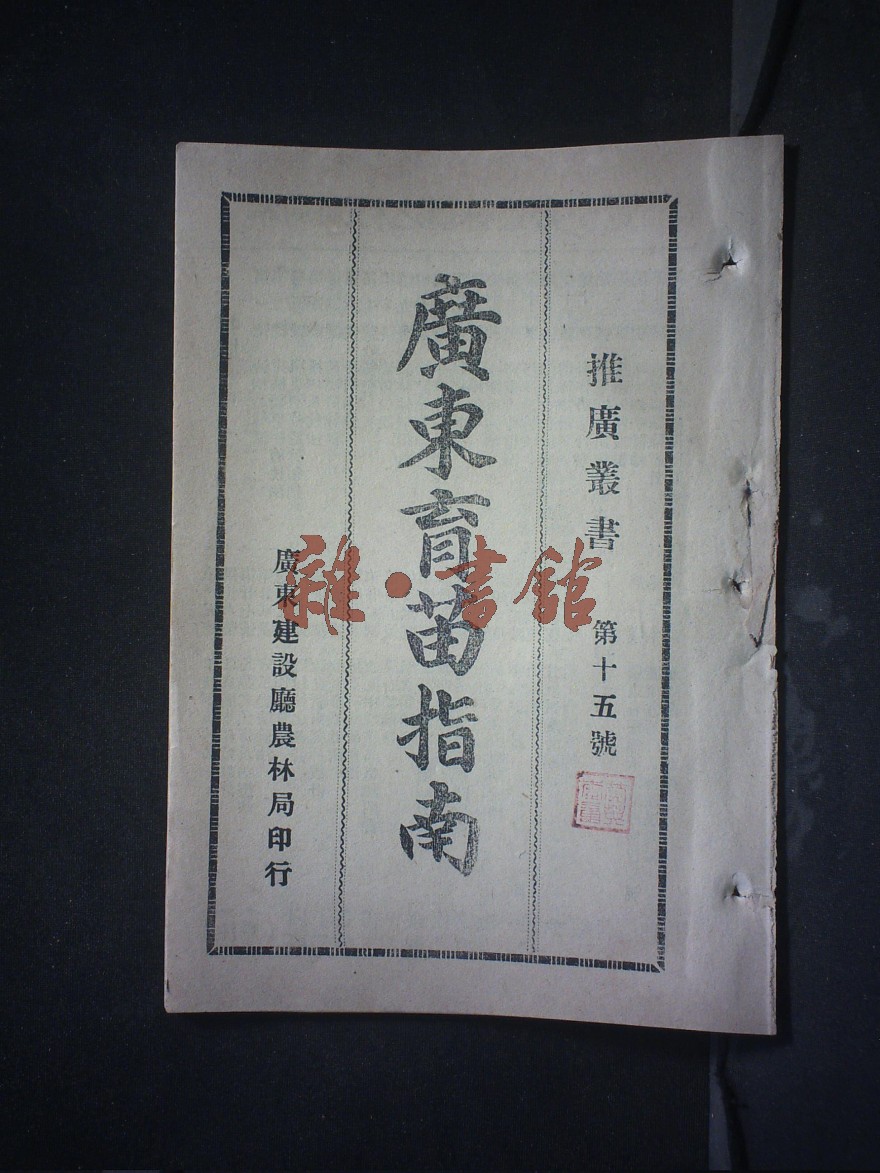 推廣叢書 第十五號
廣東育苗指南
廣東建設廳農林局印行
雜·書館